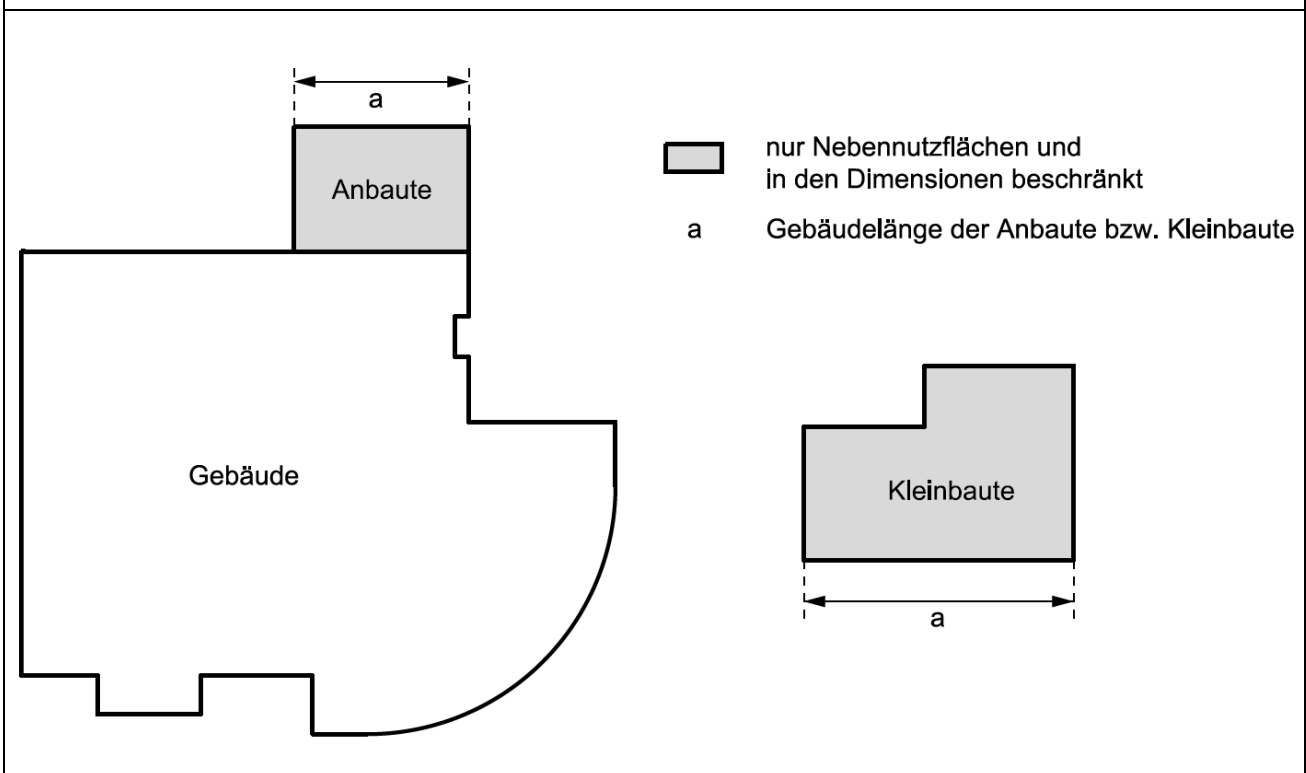 a
Anbaute
nur Nebennutzflächen und
in den Dimensionen beschränkt
a Gebäudelänge der Anbaute bzw. Kleinbaute
Gebäude
Kleinbaute
a